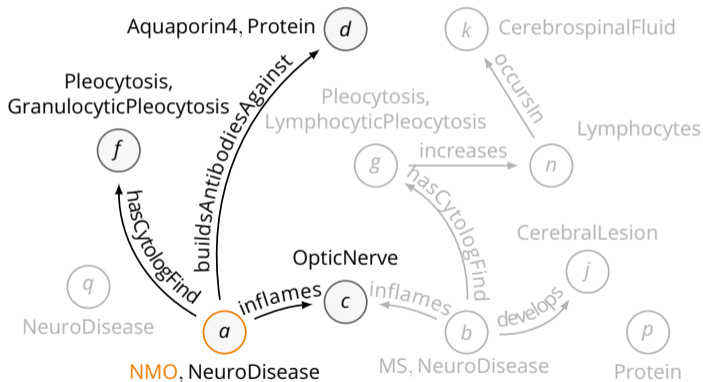 Aquaporin4, Protein d
k CerebrospinalFluid
Pleocytosis,
GranulocyticPleocytosis
f
buildsAntibodiesAgainst
occursIn
Pleocytosis,
LymphocyticPleocytosis
g
increases
n
Lymphocytes
hasCytologFind
hasCytologFind
q
NeuroDisease
OpticNerve
inflames
c
inflames
CerebralLesion
j
develops
a
NMO, NeuroDisease
b
MS, NeuroDisease
p
Protein